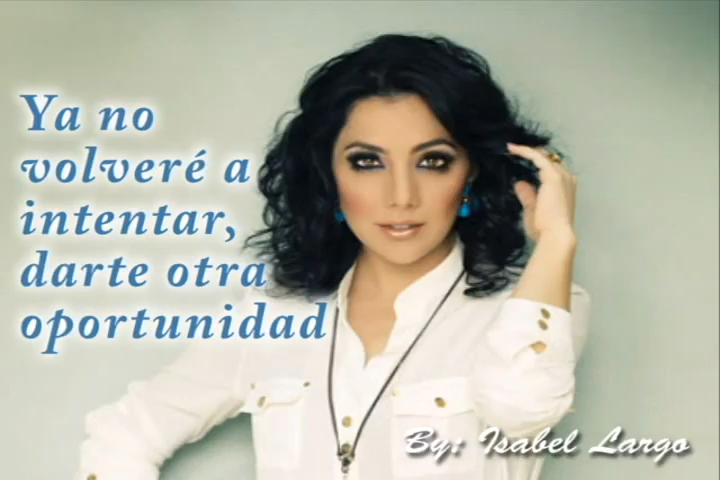 Ya no
volveré a
intentar,
darte otra
oportunidad
By: Isabel Largo